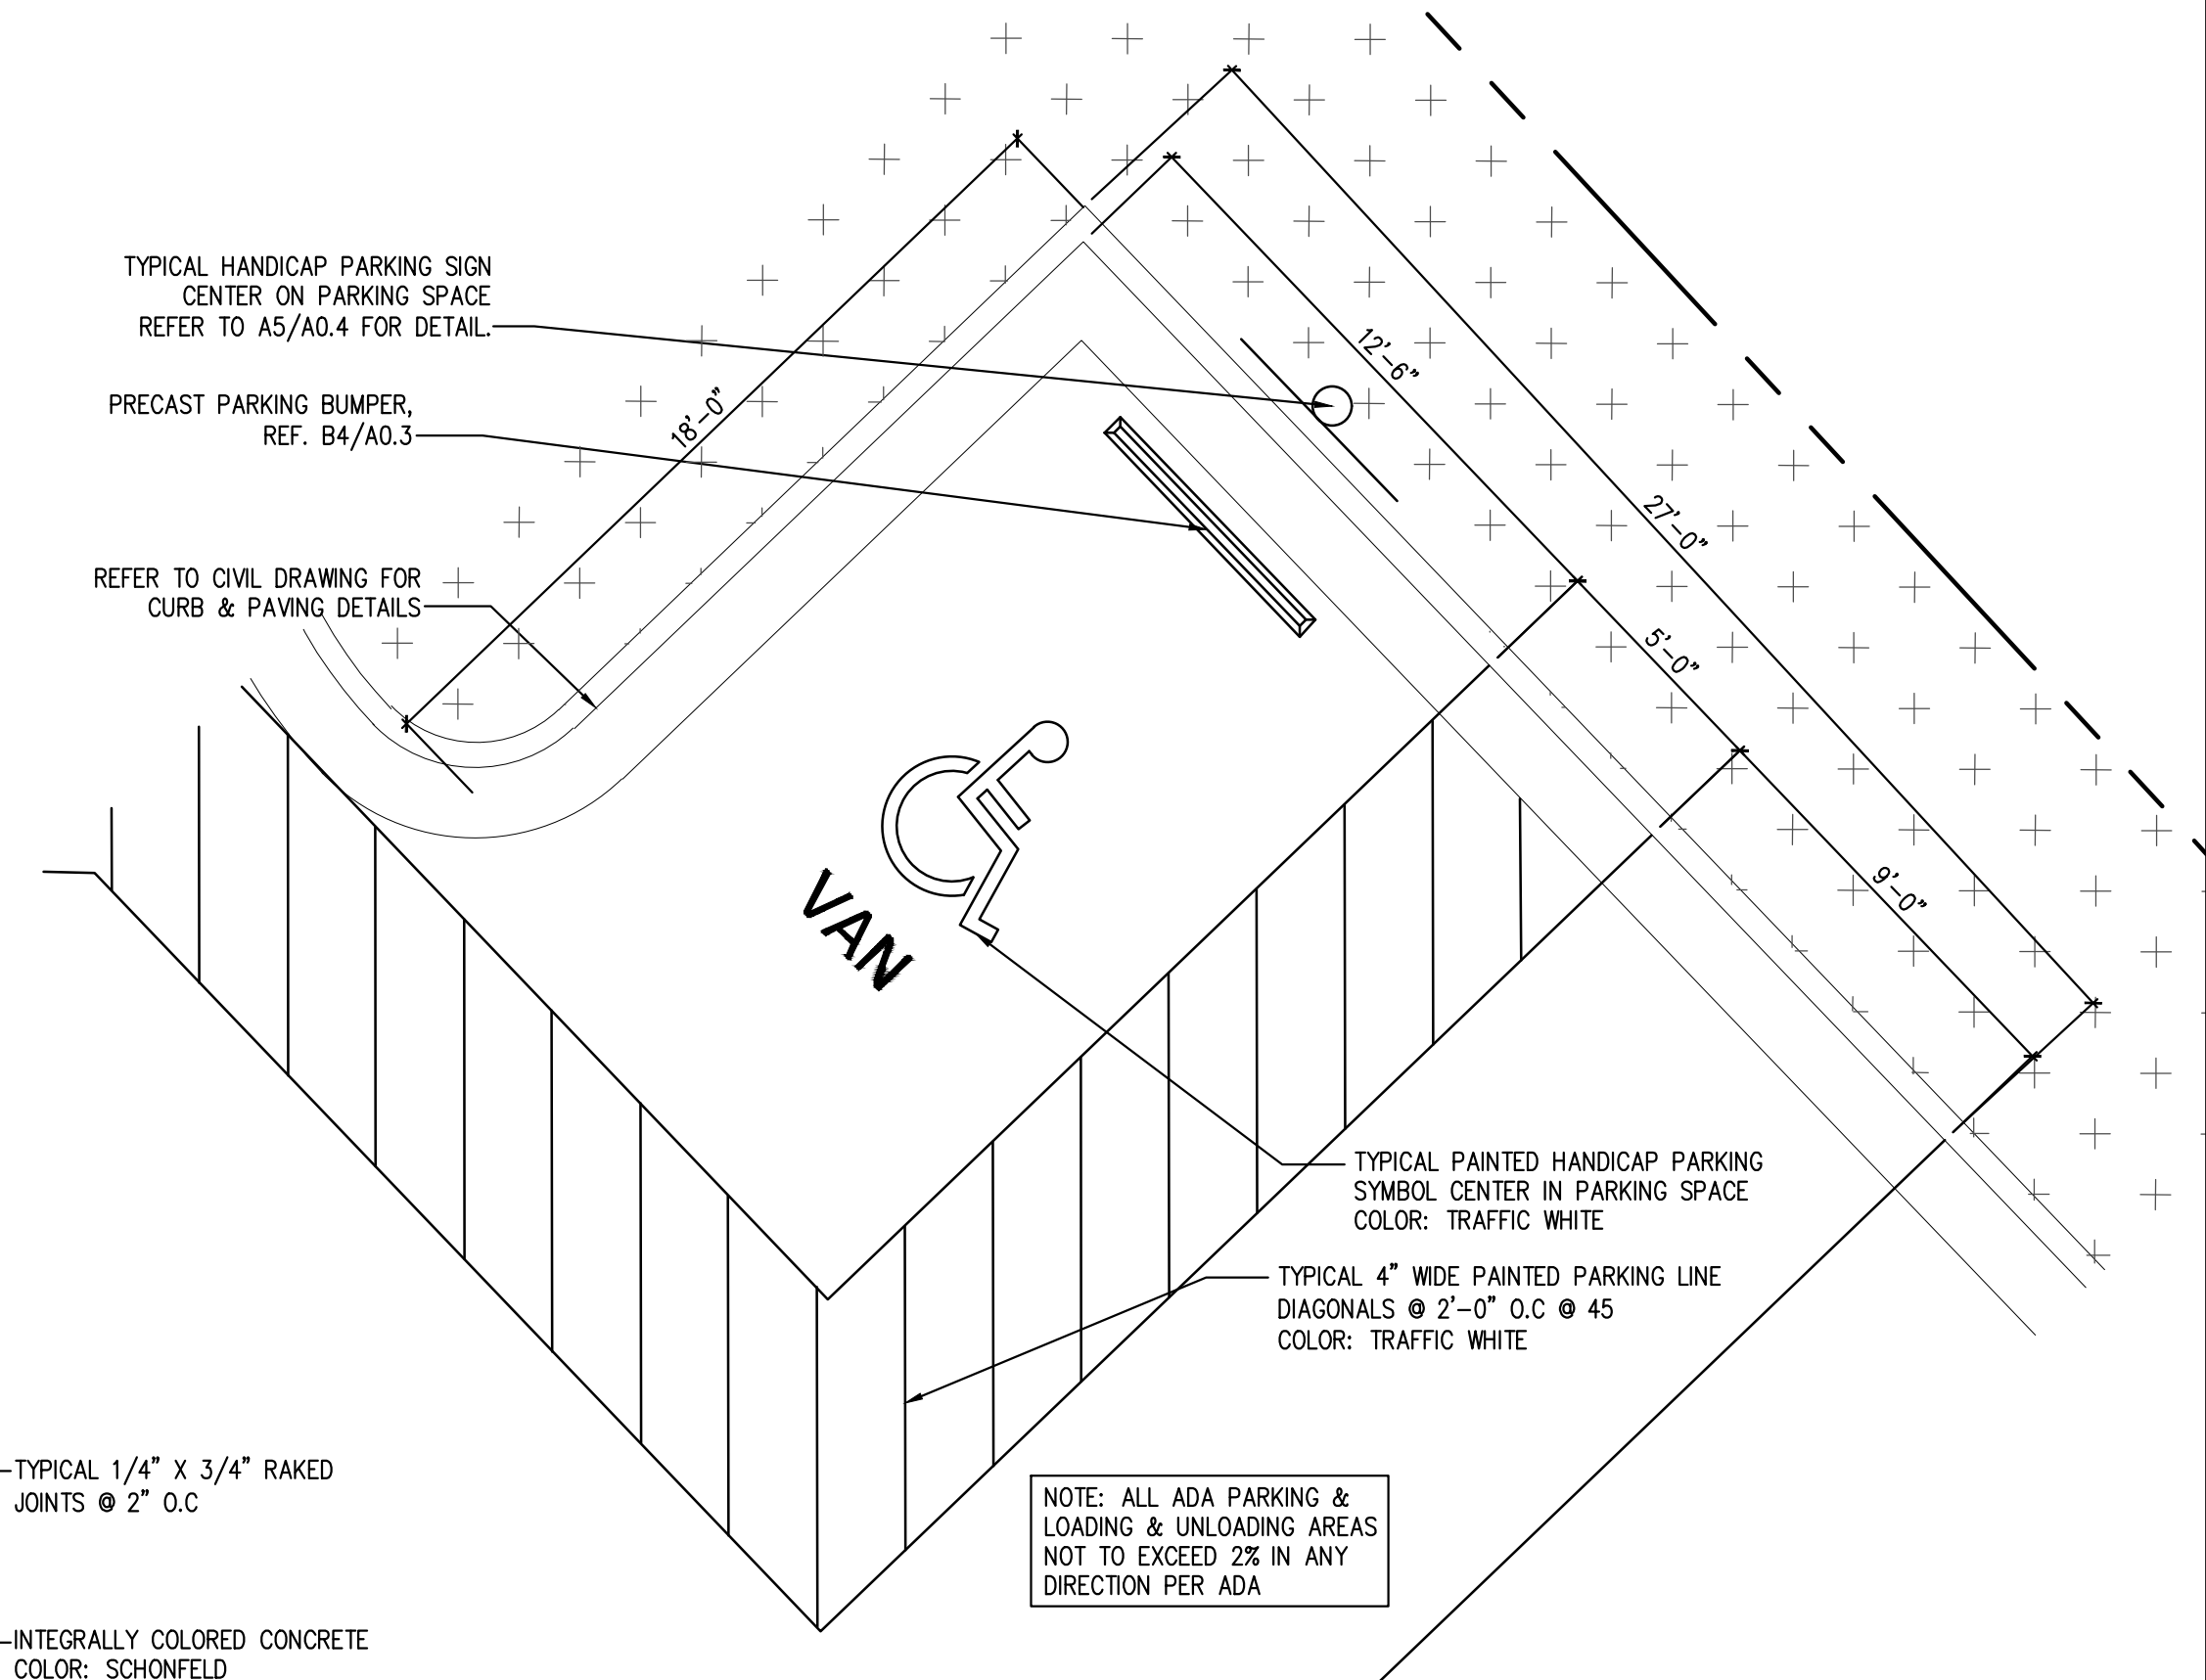 TYPICAL HANDICAP PARKING SIGN
CENTER ON PARKING SPACE
REFER TO A5/A0.4 FOR DETAIL.
PRECAST PARKING BUMPER,
REF. B4/A0.3
REFER TO CIVIL DRAWING FOR
CURB & PAVING DETAILS
18'-0"
12'-6"
27'-0"
5'-0"
9'-0"
VAN
TYPICAL PAINTED HANDICAP PARKING
SYMBOL CENTER IN PARKING SPACE
COLOR: TRAFFIC WHITE
TYPICAL 4" WIDE PAINTED PARKING LINE
DIAGONALS @ 2'-0" O.C @ 45
COLOR: TRAFFIC WHITE
TYPICAL 1/4" X 3/4" RAKED
JOINTS @ 2" O.C
NOTE: ALL ADA PARKING &
LOADING & UNLOADING AREAS
NOT TO EXCEED 2% IN ANY
DIRECTION PER ADA
INTEGRALLY COLORED CONCRETE
COLOR: SCHONFELD